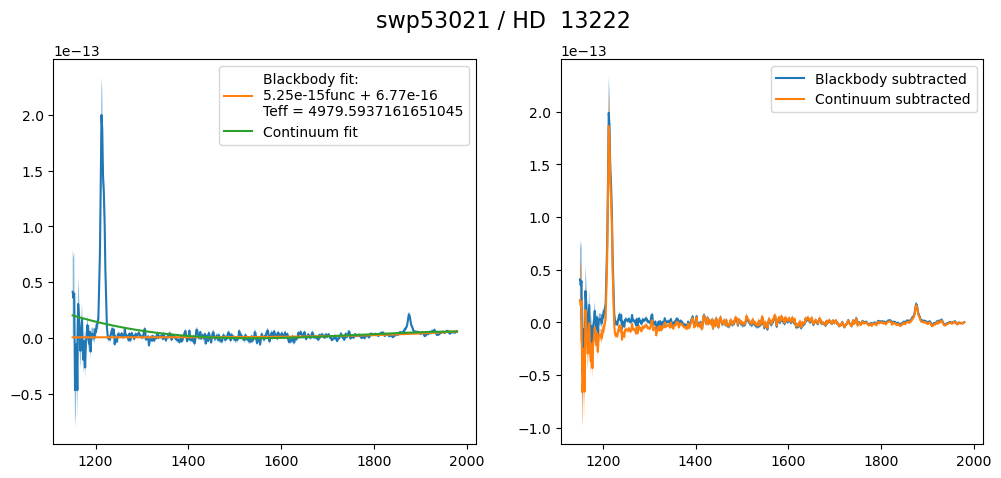 swp53021 / HD  13222
1e−13
2.0
1.5
1.0
0.5
0.0
−0.5
1200
1400
1600
1800
2000
Blackbody fit:
5.25e-15func + 6.77e-16
Teff = 4979.5937161651045
Continuum fit
1e−13
2.0
1.5
1.0
0.5
0.0
−0.5
−1.0
1200
1400
1600
1800
2000
Blackbody subtracted
Continuum subtracted